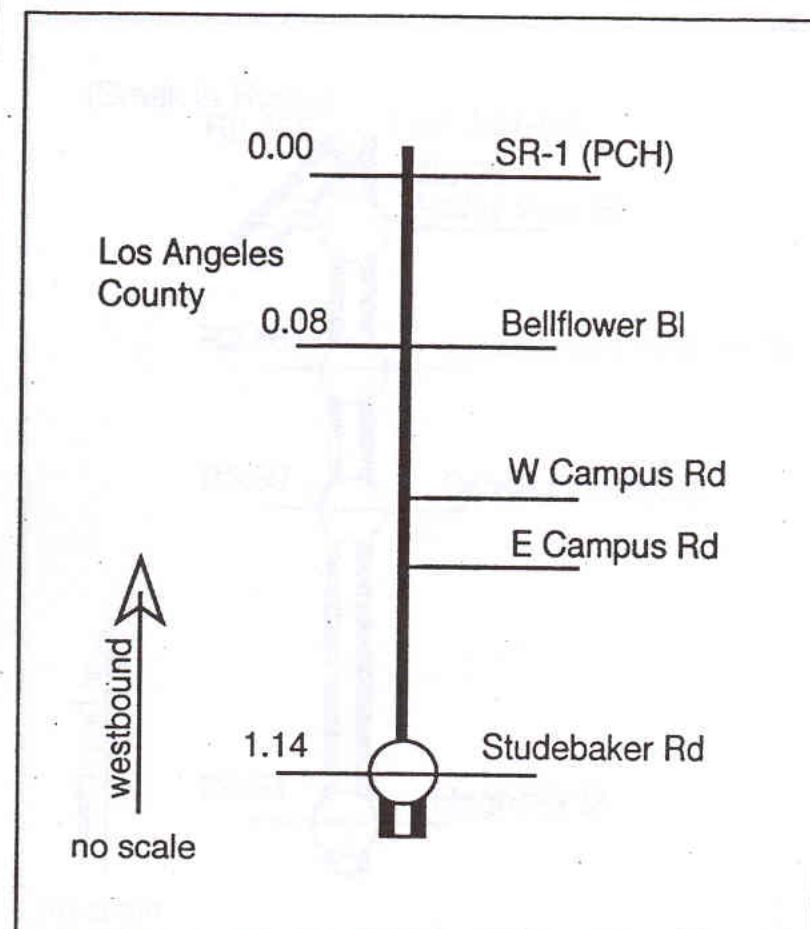 0.00 SR-1 (PCH)
Los Angeles
County
0.08 Bellflower Bl
W Campus Rd
E Campus Rd
westbound
1.14 Studebaker Rd
no scale